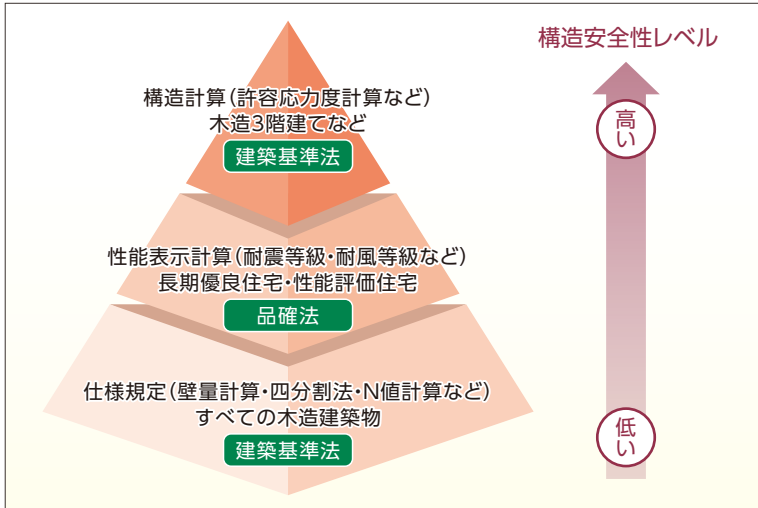 構造安全性レベル
高い
構造計算(許容応力度計算など)
木造3階建てなど
建築基準法
性能表示計算(耐震等級・耐風等級など)
長期優良住宅・性能評価住宅
品確法
仕様規定(壁量計算・四分割法・N値計算など)
すべての木造建築物
建築基準法
低い